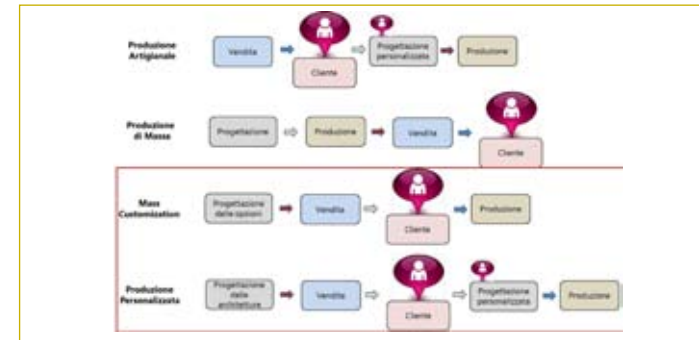 Produzione
Artigianale
Vendita
Cliente
Progettazione
personalizzata
Produzione
Produzione
di Massa
Progettazione
Produzione
Vendita
Cliente
Mass
Customization
Progettazione
delle opzioni
Vendita
Cliente
Produzione
Produzione
Personalizzata
Progettazione
delle
architetture
Vendita
Cliente
Progettazione
personalizzata
Produzione